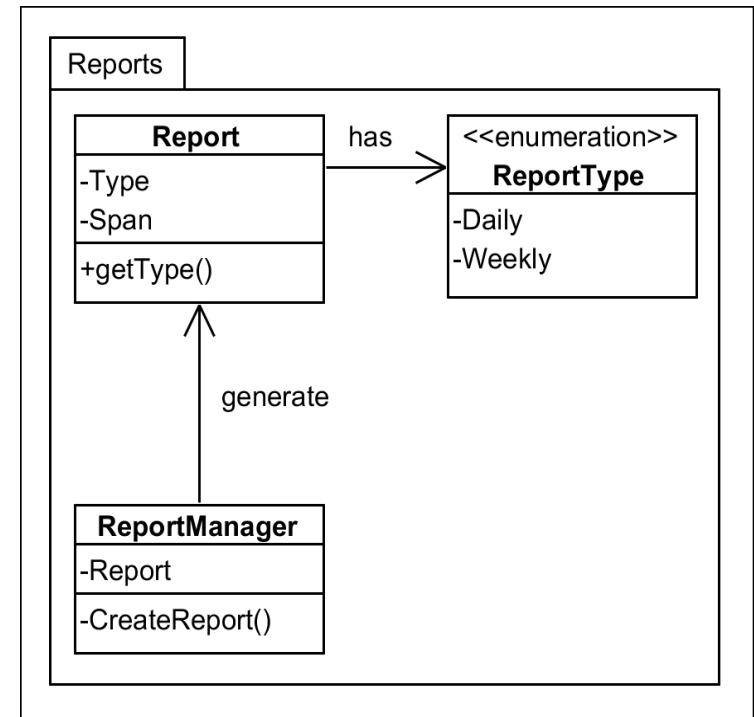 Reports
Report
-Type
-Span
+getType()
has
<<enumeration>>
ReportType
-Daily
-Weekly
generate
ReportManager
-Report
-CreateReport()